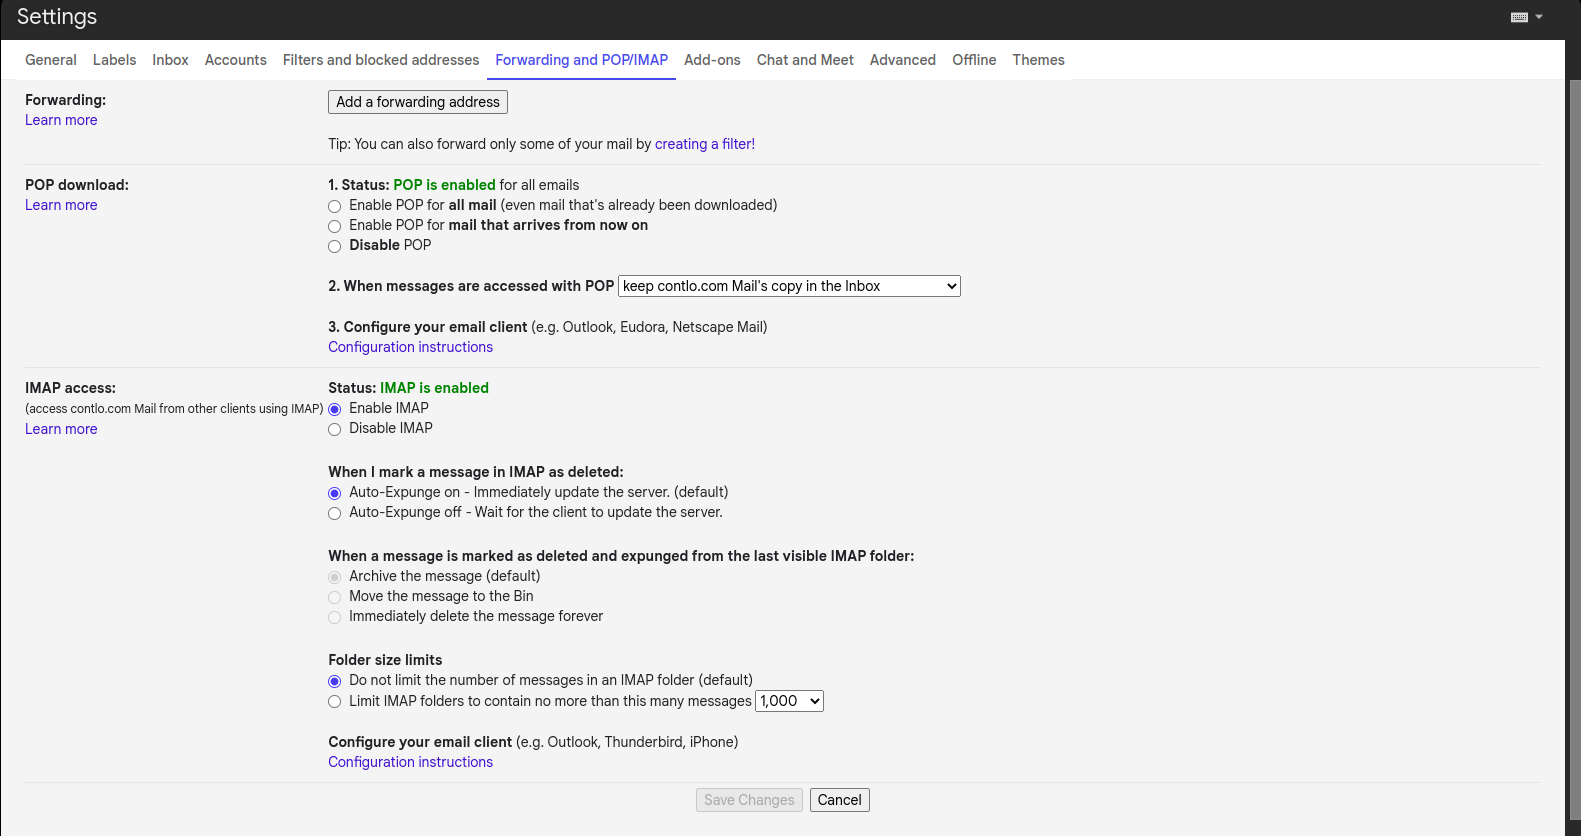 Settings
General Labels Inbox Accounts Filters and blocked addresses Forwarding and POP/IMAP Add-ons Chat and Meet Advanced Offline Themes
Forwarding:
Learn more
Add a forwarding address
Tip: You can also forward only some of your mail by creating a filter!
POP download:
Learn more
1. Status: POP is enabled for all emails
Enable POP for all mail (even mail that's already been downloaded)
Enable POP for mail that arrives from now on
Disable POP
2. When messages are accessed with POP keep contlo.com Mail's copy in the Inbox
3. Configure your email client (e.g. Outlook, Eudora, Netscape Mail)
Configuration instructions
IMAP access:
(access contlo.com Mail from other clients using IMAP)
Learn more
Status: IMAP is enabled
Enable IMAP
Disable IMAP
When I mark a message in IMAP as deleted:
Auto-Expunge on - Immediately update the server. (default)
Auto-Expunge off - Wait for the client to update the server.
When a message is marked as deleted and expunged from the last visible IMAP folder:
Archive the message (default)
Move the message to the Bin
Immediately delete the message forever
Folder size limits
Do not limit the number of messages in an IMAP folder (default)
Limit IMAP folders to contain no more than this many messages 1,000
Configure your email client (e.g. Outlook, Thunderbird, iPhone)
Configuration instructions
Save Changes Cancel